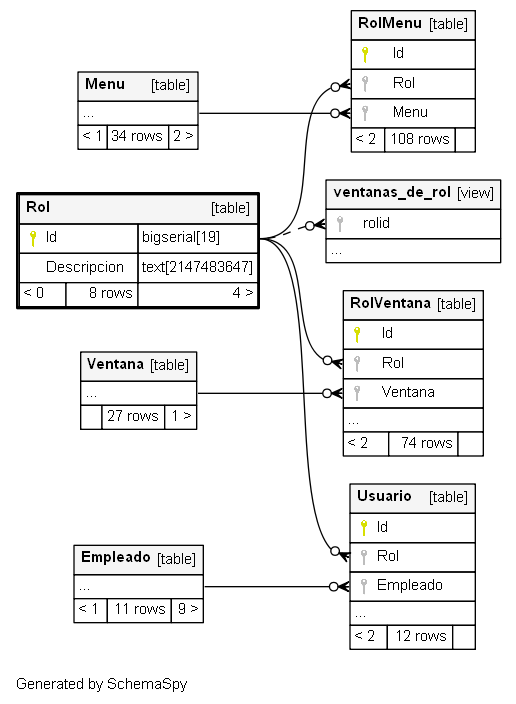 RolMenu [table]
Id
Rol
Menu
< 2 108 rows
Menu [table]
...
< 1 34 rows 2 >
Rol [table]
Id bigserial[19]
Descripcion text[2147483647]
< 0 8 rows 4 >
ventanas_de_rol [view]
rolid
...
RolVentana [table]
Id
Rol
Ventana
...
< 2 74 rows
Ventana [table]
...
27 rows 1 >
Usuario [table]
Id
Rol
Empleado
...
< 2 12 rows
Empleado [table]
...
< 1 11 rows 9 >
Generated by SchemaSpy